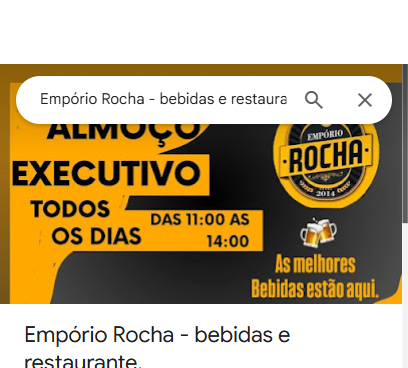 Empório Rocha - bebidas e restaura
ALMOÇO
EXECUTIVO
TODOS
OS DIAS
DAS 11:00 AS
14:00
EMPÓRIO
ROCHA
2014
As melhores
Bebidas estão aqui.
Empório Rocha - bebidas e
restaurante.